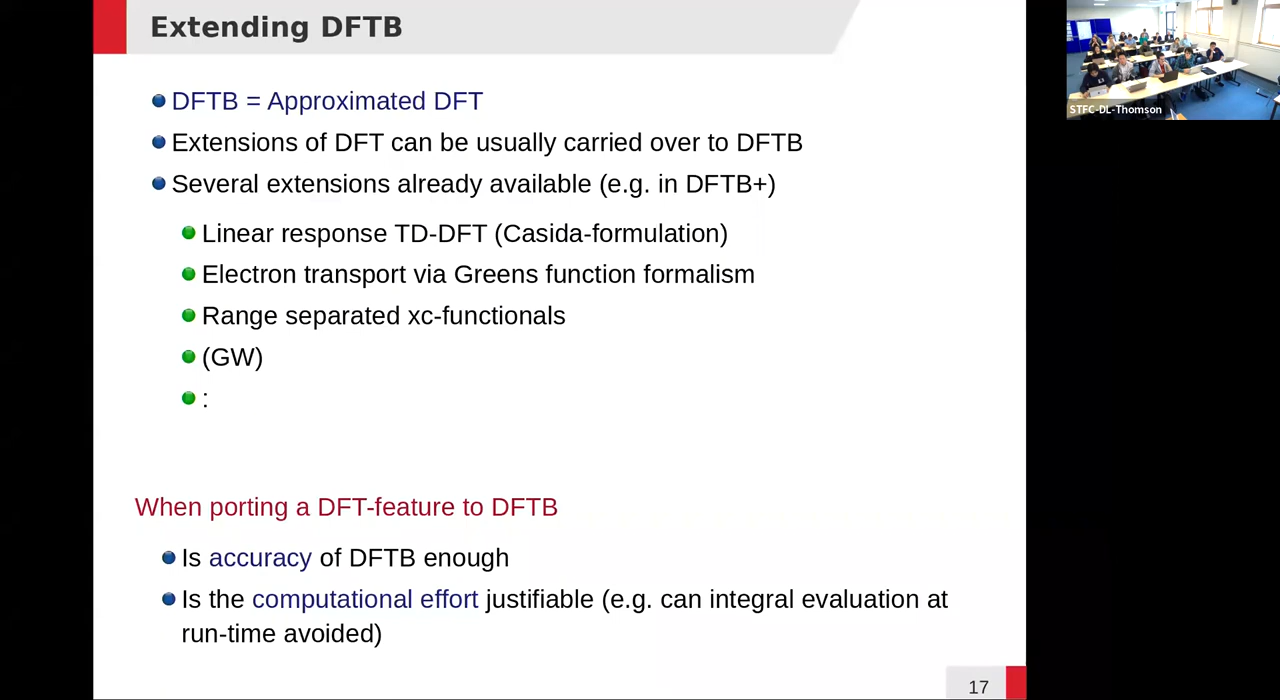 Extending DFTB
DFTB = Approximated DFT
Extensions of DFT can be usually carried over to DFTB
Several extensions already available (e.g. in DFTB+)
Linear response TD-DFT (Casida-formulation)
Electron transport via Greens function formalism
Range separated xc-functionals
(GW)
:
When porting a DFT-feature to DFTB
Is accuracy of DFTB enough
Is the computational effort justifiable (e.g. can integral evaluation at
run-time avoided)
17
STFC-DL-Thomson